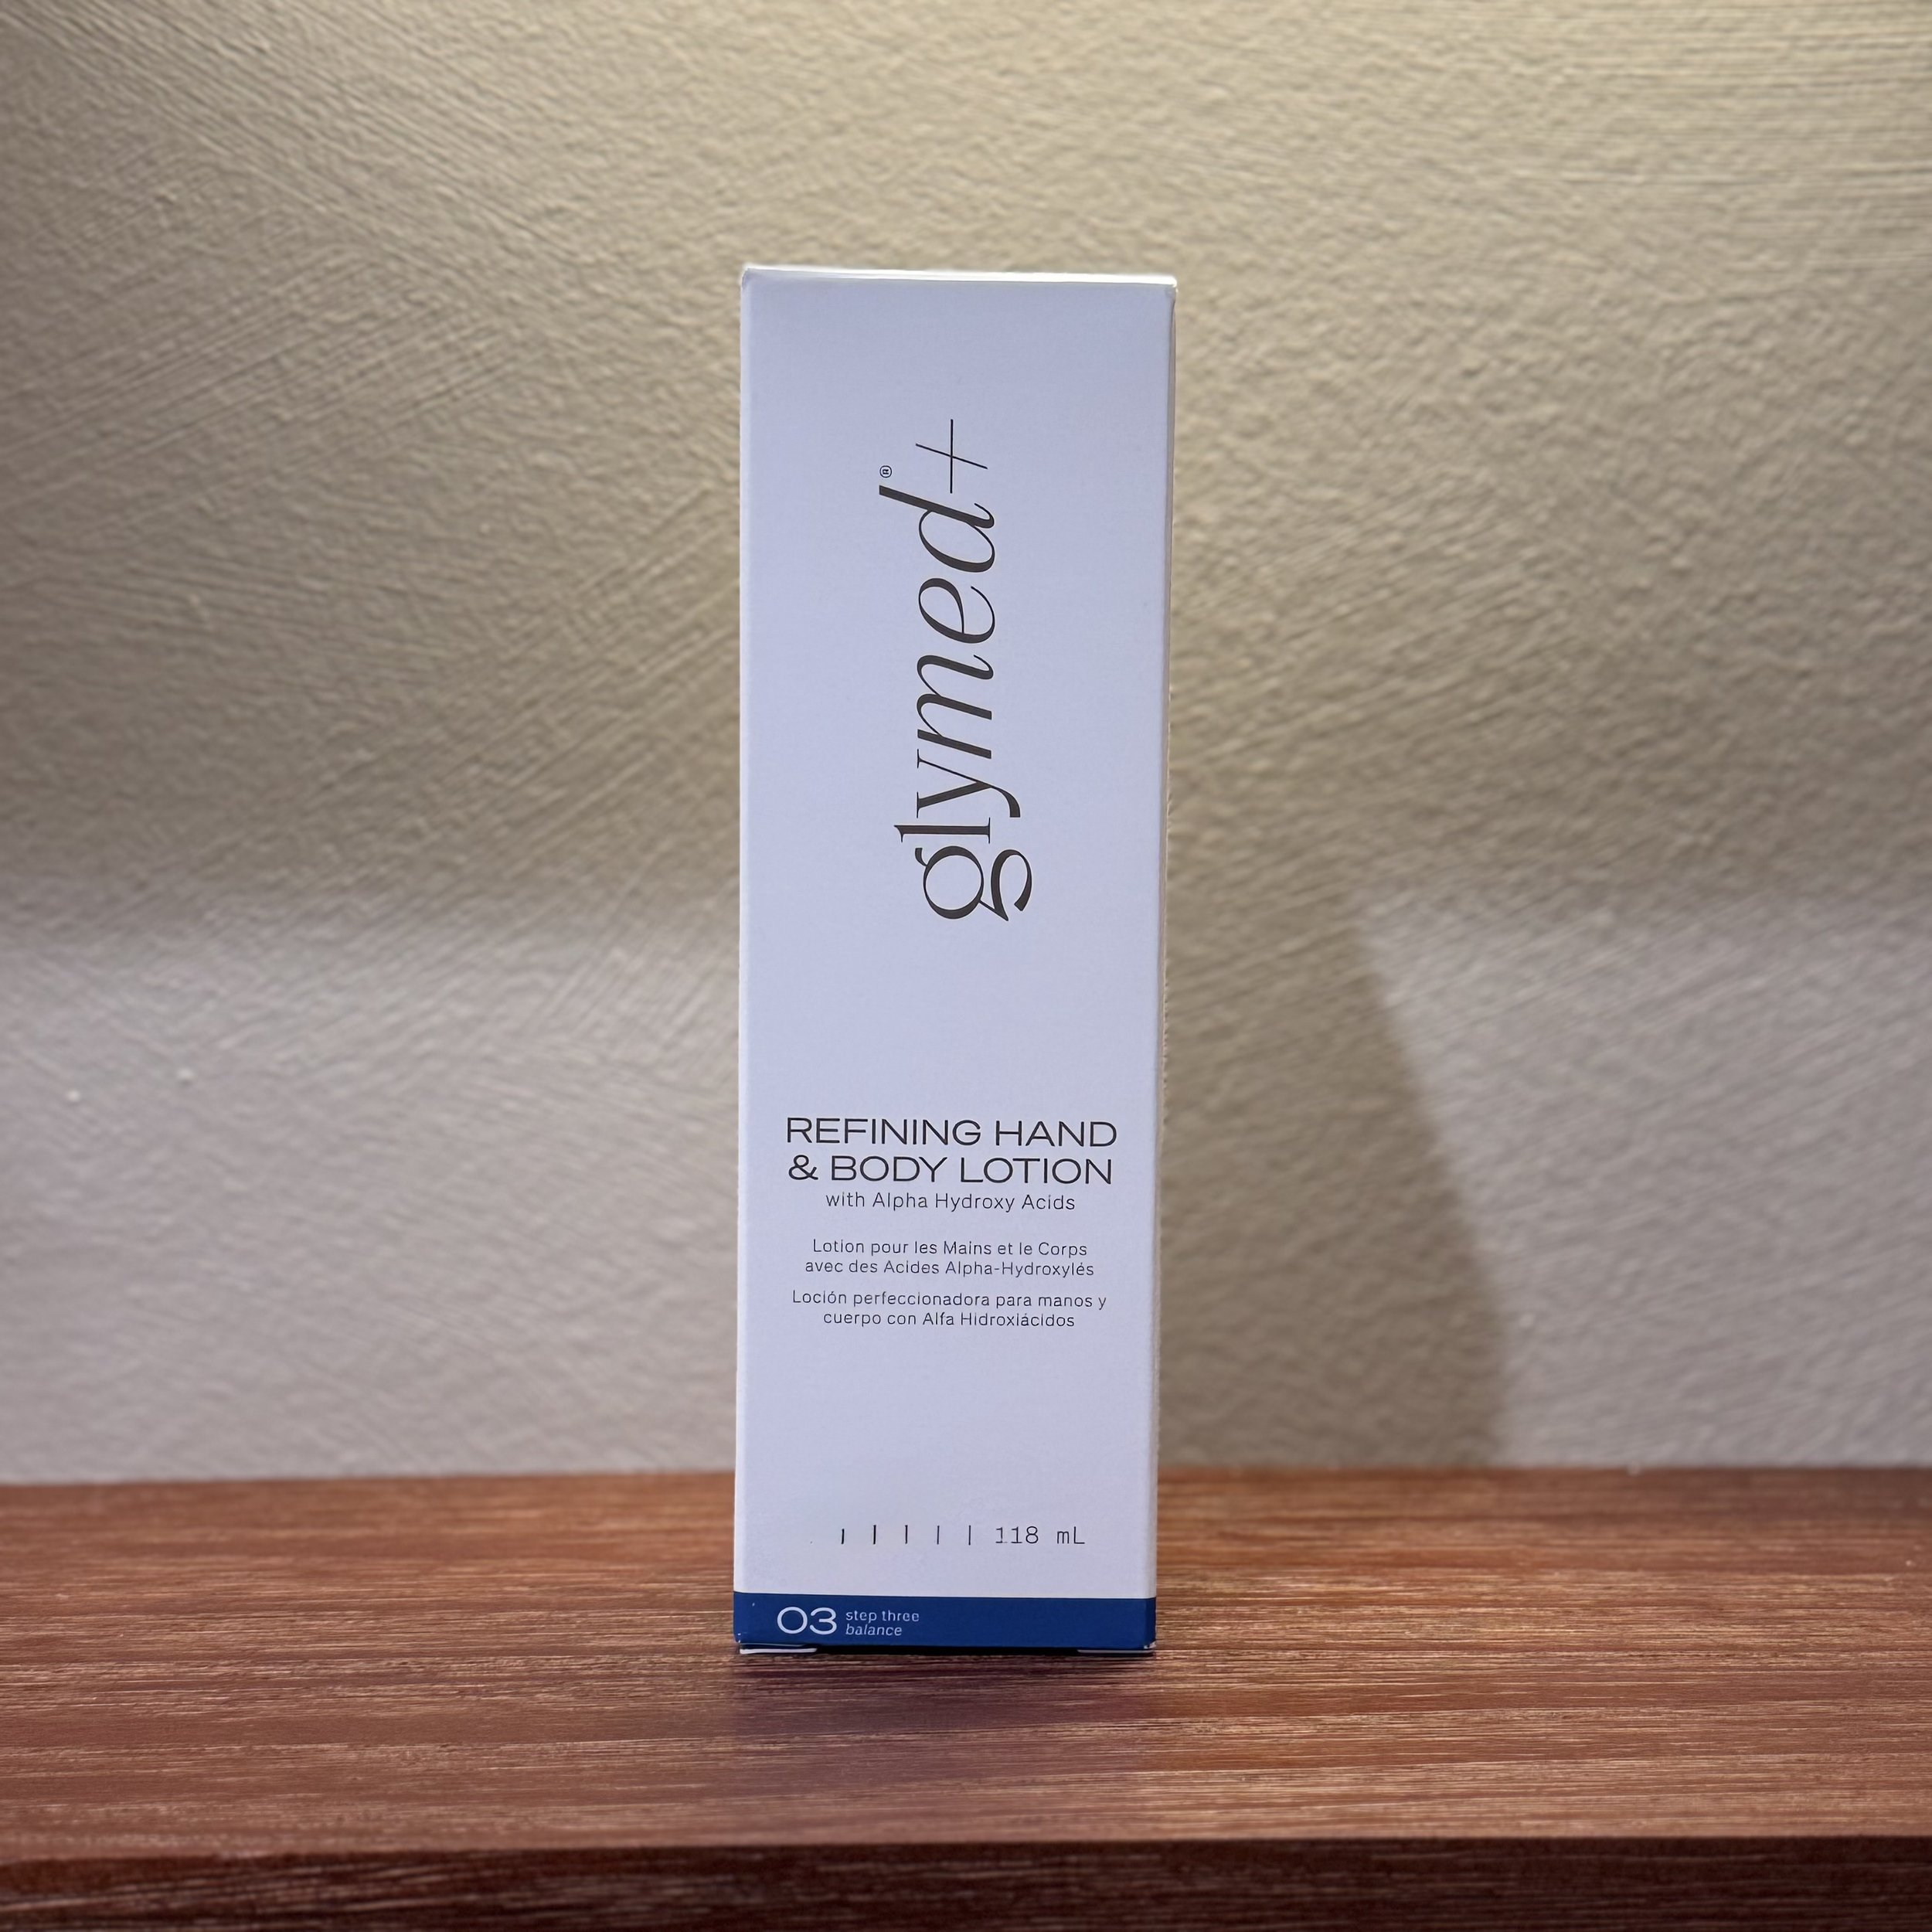 glymed+®
REFINING HAND
& BODY LOTION
with Alpha Hydroxy Acids
Lotion pour les Mains et le Corps
avec des Acides Alpha-Hydroxylés
Loción perfeccionadora para manos y
cuerpo con Alfa Hidroxiácidos
118 mL
03 step three
balance